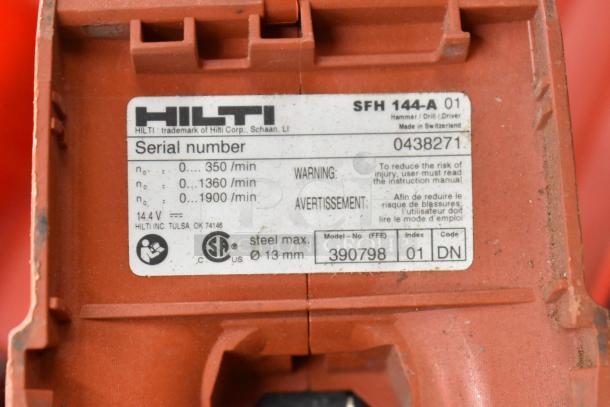 HILTI SFH 144-A 01
HILTI : trademark of Hilti Corp., Schaan, LI Hammer / Drill / Driver
Made in Switzerland
Serial number 0438271
0.... 350 /min
0...1360 /min
0...1900 /min
WARNING: To reduce the risk of
injury, user must read
the instruction manual
AVERTISSEMENT: Afin de reduire le
risque de blessures,
l'utilisateur doit
lire le mode d'emploi
14.4 V
HILTI INC. TULSA, OK 74146
C US
steel max.
Ø 13 mm
Model-No (FFE) Index Code
390798 01 DN